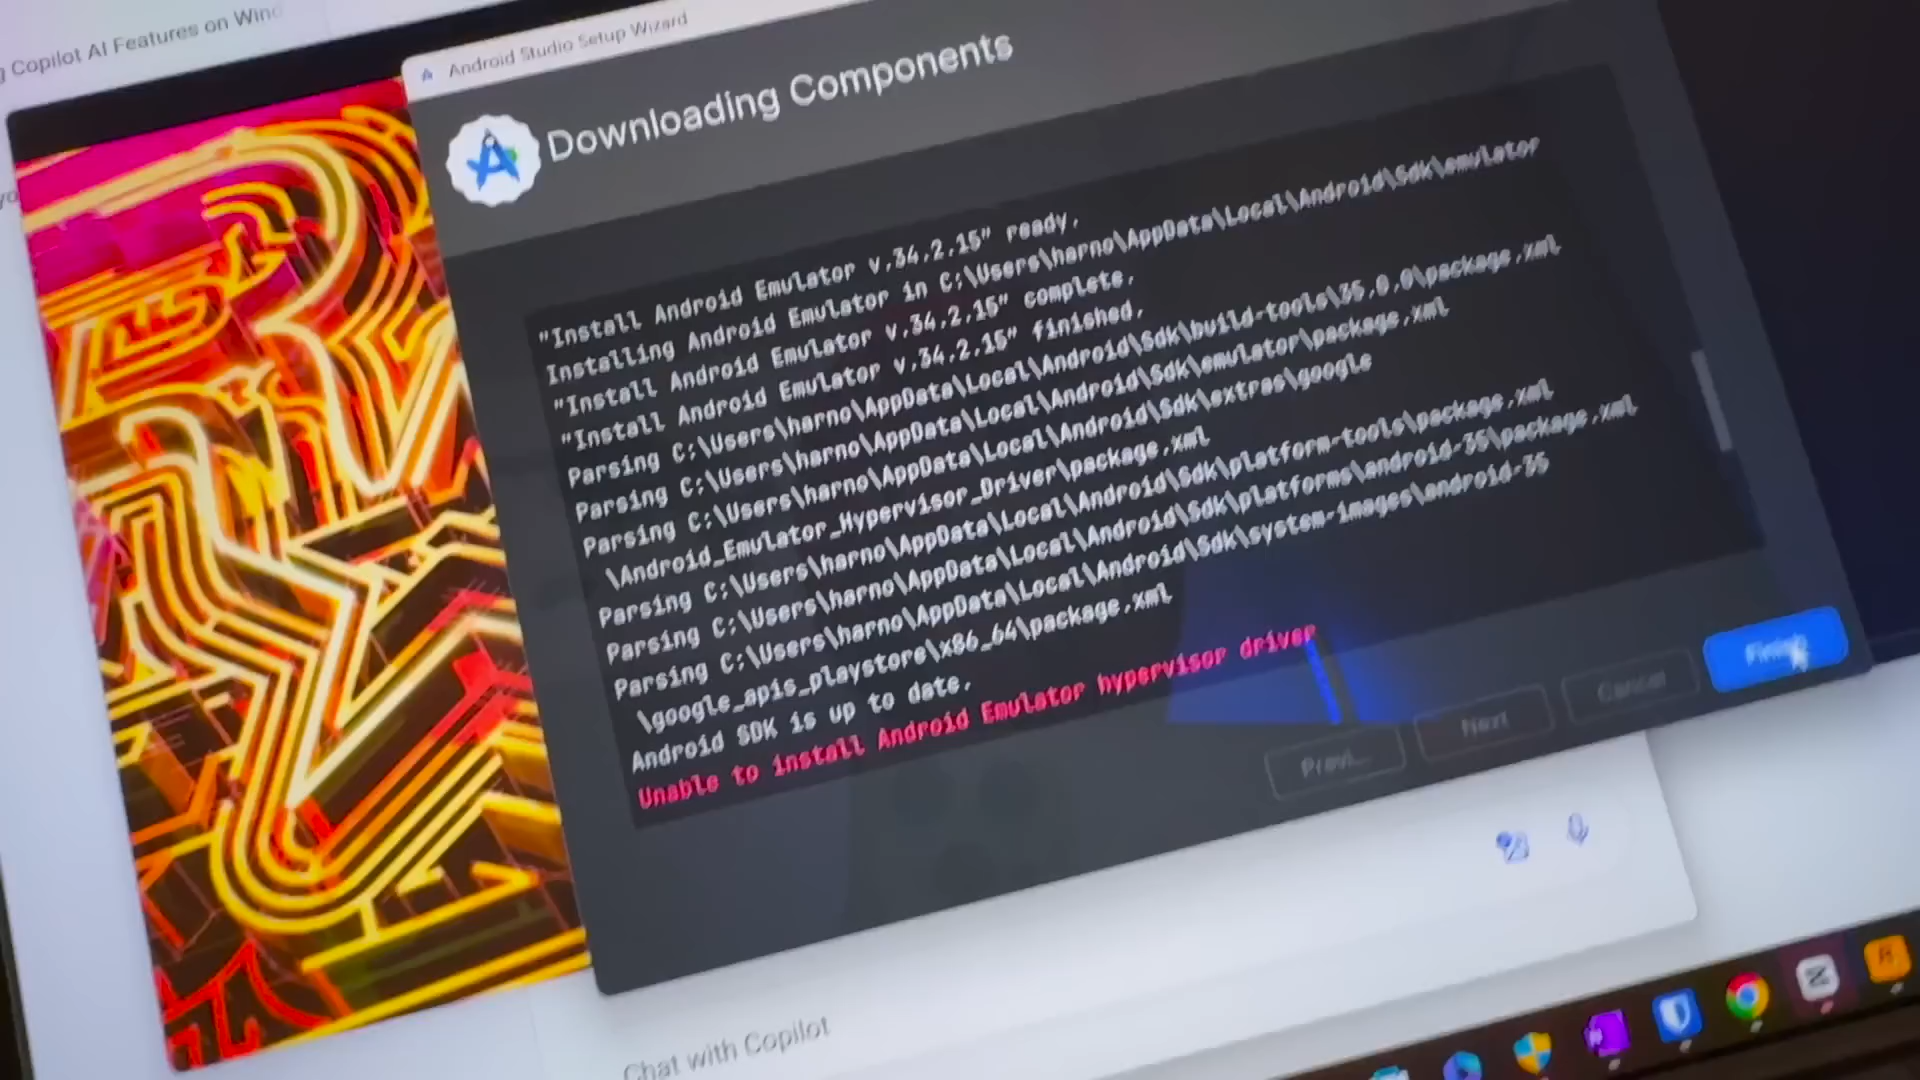 Copilot AI Features on Wind
Android Studio Setup Wizard
Downloading Components
"Install Android Emulator v.34.2.15" ready.
Installing Android Emulator in C:\Users\harno\AppData\Local\Android\Sdk\emulator
"Install Android Emulator v.34.2.15" complete.
"Install Android Emulator v.34.2.15" finished.
Parsing C:\Users\harno\AppData\Local\Android\Sdk\build-tools\35.0.0\package.xml
Parsing C:\Users\harno\AppData\Local\Android\Sdk\emulator\package.xml
Parsing C:\Users\harno\AppData\Local\Android\Sdk\extras\google
\Android_Emulator_Hypervisor_Driver\package.xml
Parsing C:\Users\harno\AppData\Local\Android\Sdk\platform-tools\package.xml
Parsing C:\Users\harno\AppData\Local\Android\Sdk\platforms\android-35\package.xml
Parsing C:\Users\harno\AppData\Local\Android\Sdk\system-images\android-35
\google_apis_playstore\x86_64\package.xml
Android SDK is up to date.
Unable to install Android Emulator hypervisor driver
Previ...
Next
Cancel
Finish
Chat with Copilot